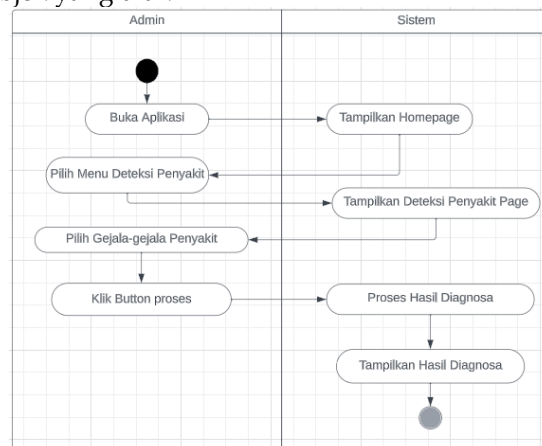 Admin
Sistem
Buka Aplikasi
Tampilkan Homepage
Pilih Menu Deteksi Penyakit
Tampilkan Deteksi Penyakit Page
Pilih Gejala-gejala Penyakit
Klik Button proses
Proses Hasil Diagnosa
Tampilkan Hasil Diagnosa